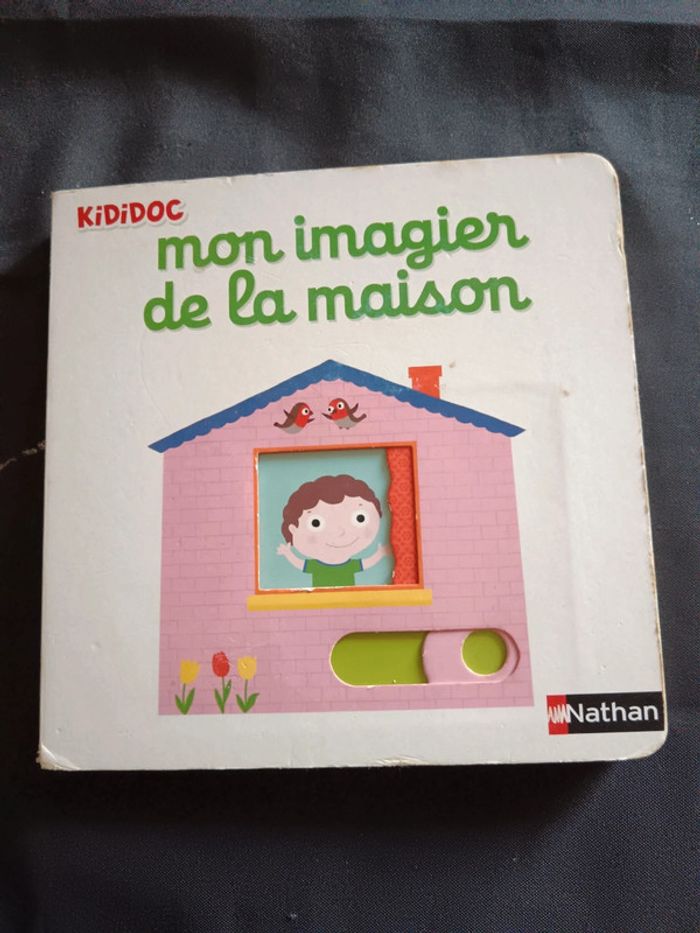 KiDiDOC
mon imagier
de la maison
Nathan